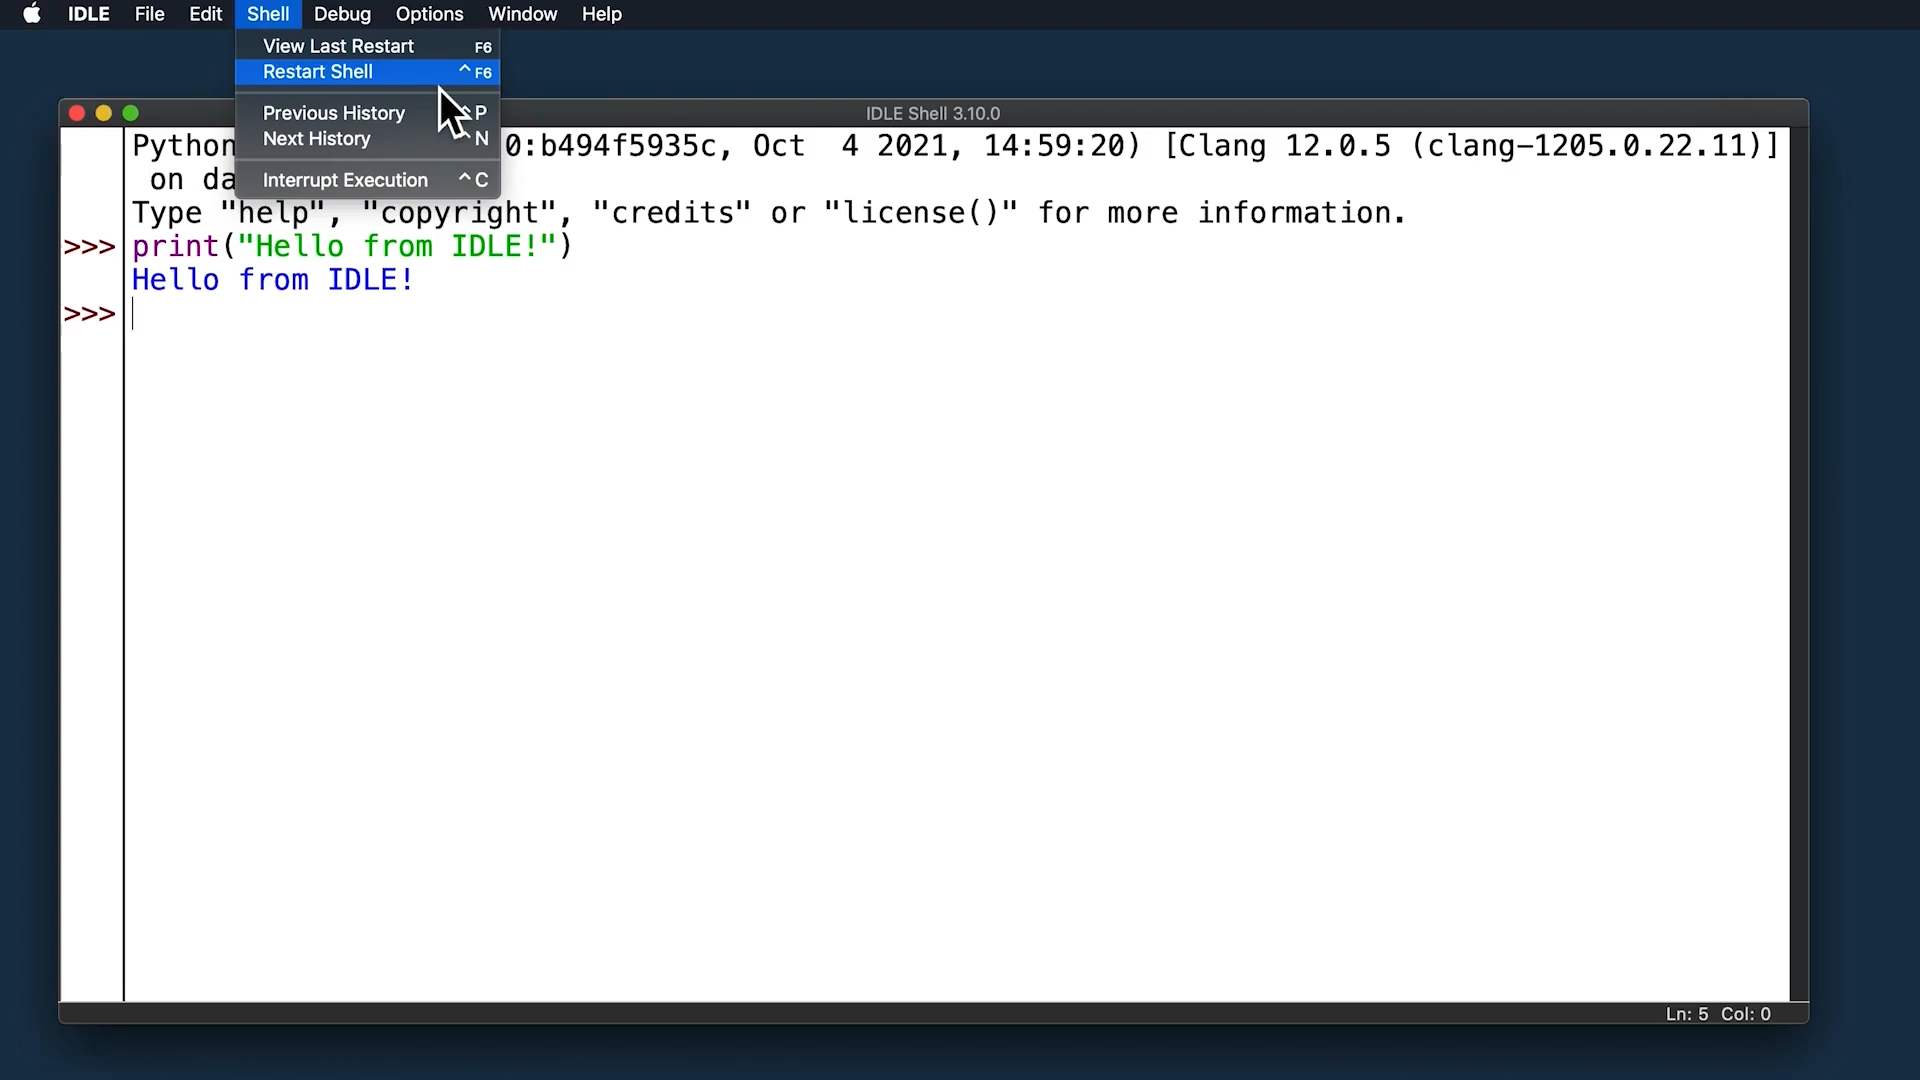 IDLE File Edit Shell Debug Options Window Help
View Last Restart F6
Restart Shell ^ F6
Previous History ^ P
Next History ^ N
Interrupt Execution ^ C
IDLE Shell 3.10.0
Python 0:b494f5935c, Oct  4 2021, 14:59:20) [Clang 12.0.5 (clang-1205.0.22.11)]
on da
Type "help", "copyright", "credits" or "license()" for more information.
>>> print("Hello from IDLE!")
Hello from IDLE!
>>>
Ln: 5 Col: 0